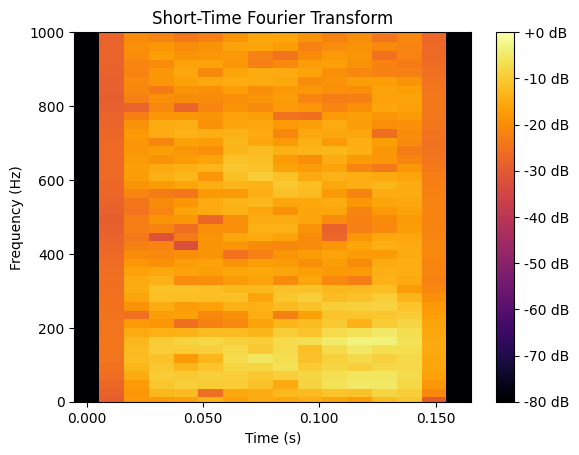 Short-Time Fourier Transform
1000
800
600
400
200
0
Frequency (Hz)
0.000
0.050
0.100
0.150
Time (s)
+0 dB
-10 dB
-20 dB
-30 dB
-40 dB
-50 dB
-60 dB
-70 dB
-80 dB